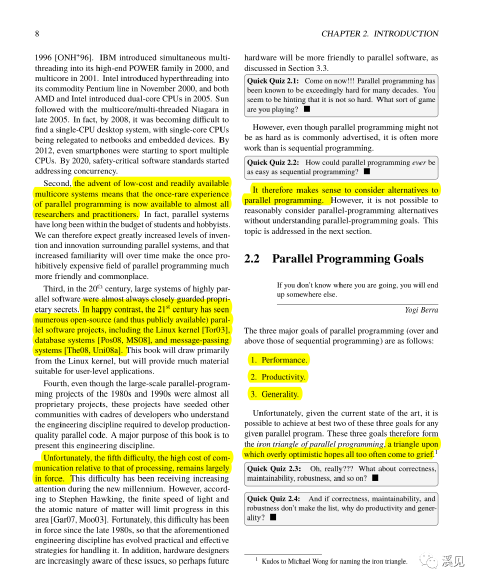 8
CHAPTER 2. INTRODUCTION
1996 [ONH+96]. IBM introduced simultaneous multi-
threading into its high-end POWER family in 2000, and
multicore in 2001. Intel introduced hyperthreading into
its commodity Pentium line in November 2000, and both
AMD and Intel introduced dual-core CPUs in 2005. Sun
followed with the multicore/multi-threaded Niagara in
late 2005. In fact, by 2008, it was becoming difficult to
find a single-CPU desktop system, with single-core CPUs
being relegated to netbooks and embedded devices. By
2012, even smartphones were starting to sport multiple
CPUs. By 2020, safety-critical software standards started
addressing concurrency.
Second, the advent of low-cost and readily available
multicore systems means that the once-rare experience
of parallel programming is now available to almost all
researchers and practitioners. In fact, parallel systems
have long been within the budget of students and hobbyists.
We can therefore expect greatly increased levels of inven-
tion and innovation surrounding parallel systems, and that
increased familiarity will over time make the once pro-
hibitively expensive field of parallel programming much
more friendly and commonplace.
Third, in the 20th century, large systems of highly par-
allel software were almost always closely guarded propri-
etary secrets. In happy contrast, the 21st century has seen
numerous open-source (and thus publicly available) paral-
lel software projects, including the Linux kernel [Tor03],
database systems [Pos08, MS08], and message-passing
systems [The08, Uni08a]. This book will draw primarily
from the Linux kernel, but will provide much material
suitable for user-level applications.
Fourth, even though the large-scale parallel-program-
ming projects of the 1980s and 1990s were almost all
proprietary projects, these projects have seeded other
communities with cadres of developers who understand
the engineering discipline required to develop production-
quality parallel code. A major purpose of this book is to
present this engineering discipline.
Unfortunately, the fifth difficulty, the high cost of com-
munication relative to that of processing, remains largely
in force. This difficulty has been receiving increasing
attention during the new millennium. However, accord-
ing to Stephen Hawking, the finite speed of light and
the atomic nature of matter will limit progress in this
area [Gar07, Moo03]. Fortunately, this difficulty has been
in force since the late 1980s, so that the aforementioned
engineering discipline has evolved practical and effective
strategies for handling it. In addition, hardware designers
are increasingly aware of these issues, so perhaps future
hardware will be more friendly to parallel software, as
discussed in Section 3.3.
Quick Quiz 2.1: Come on now!!! Parallel programming has
been known to be exceedingly hard for many decades. You
seem to be hinting that it is not so hard. What sort of game
are you playing? ■
However, even though parallel programming might not
be as hard as is commonly advertised, it is often more
work than is sequential programming.
Quick Quiz 2.2: How could parallel programming ever be
as easy as sequential programming? ■
It therefore makes sense to consider alternatives to
parallel programming. However, it is not possible to
reasonably consider parallel-programming alternatives
without understanding parallel-programming goals. This
topic is addressed in the next section.
2.2 Parallel Programming Goals
If you don't know where you are going, you will end
up somewhere else.
Yogi Berra
The three major goals of parallel programming (over and
above those of sequential programming) are as follows:
1. Performance.
2. Productivity.
3. Generality.
Unfortunately, given the current state of the art, it is
possible to achieve at best two of these three goals for any
given parallel program. These three goals therefore form
the iron triangle of parallel programming, a triangle upon
which overly optimistic hopes all too often come to grief.1
Quick Quiz 2.3: Oh, really??? What about correctness,
maintainability, robustness, and so on? ■
Quick Quiz 2.4: And if correctness, maintainability, and
robustness don't make the list, why do productivity and gener-
ality? ■
1 Kudos to Michael Wong for naming the iron triangle.
溪见